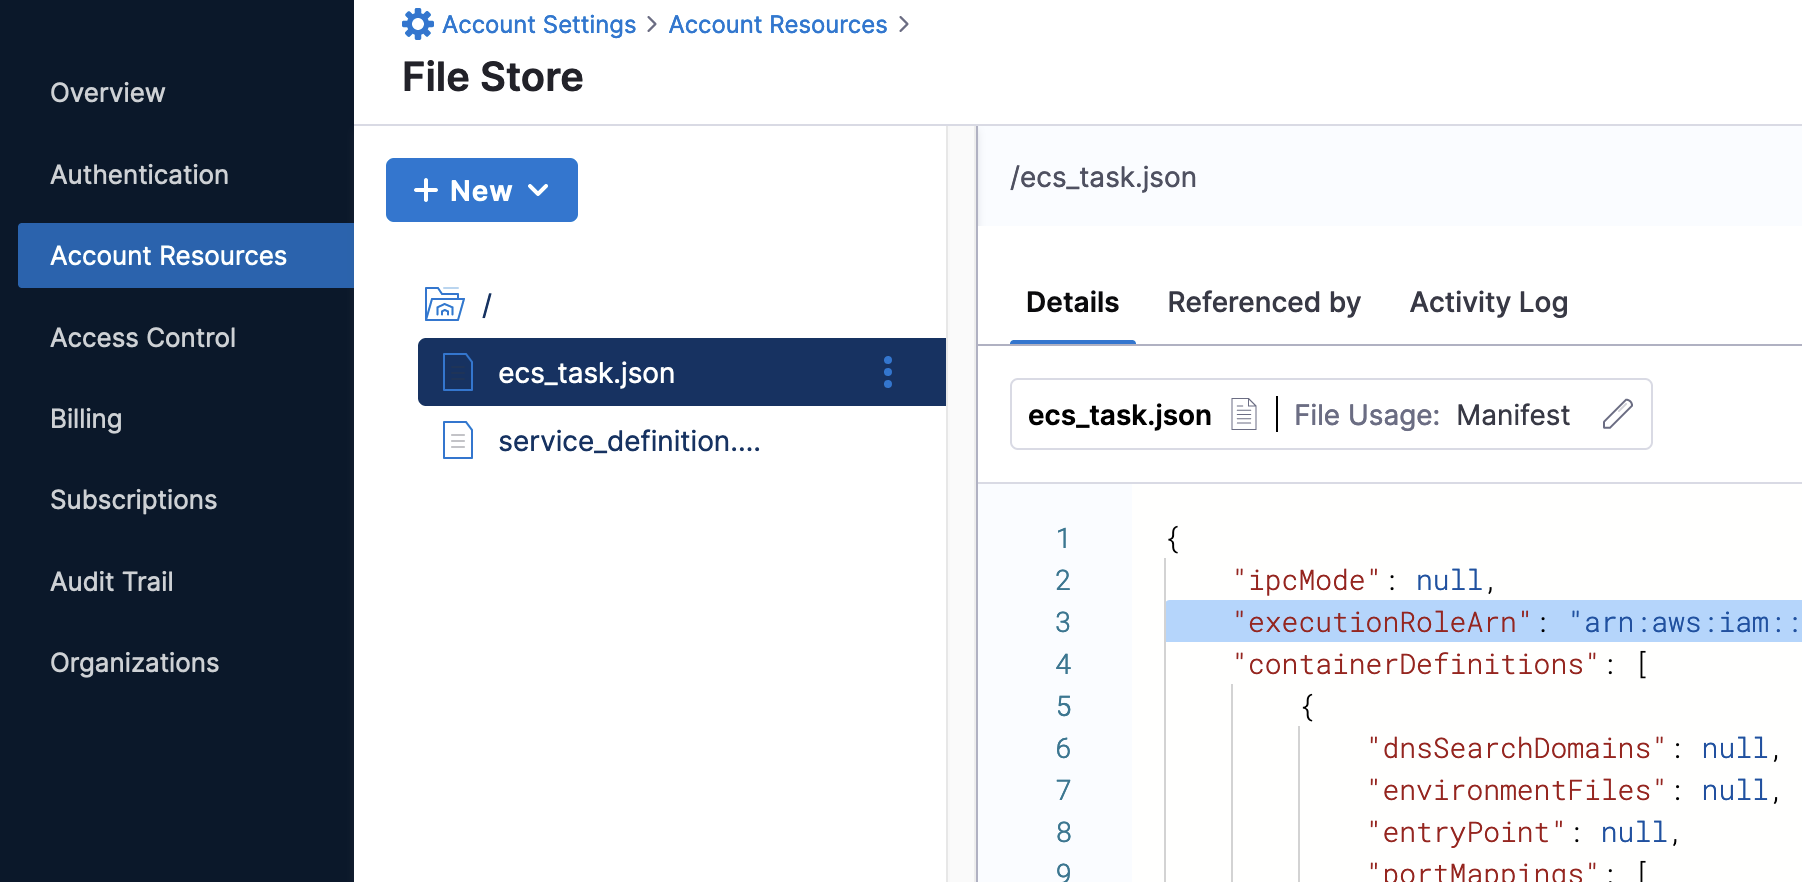 Account Settings > Account Resources >
File Store
Overview
Authentication
Account Resources
Access Control
Billing
Subscriptions
Audit Trail
Organizations
+ New
/
ecs_task.json
service_definition....
/ecs_task.json
Details Referenced by Activity Log
ecs_task.json | File Usage: Manifest
1 {
2 "ipcMode": null,
3 "executionRoleArn": "arn:aws:iam::
4 "containerDefinitions": [
5 {
6 "dnsSearchDomains": null,
7 "environmentFiles": null,
8 "entryPoint": null,
9 "portMappings": [